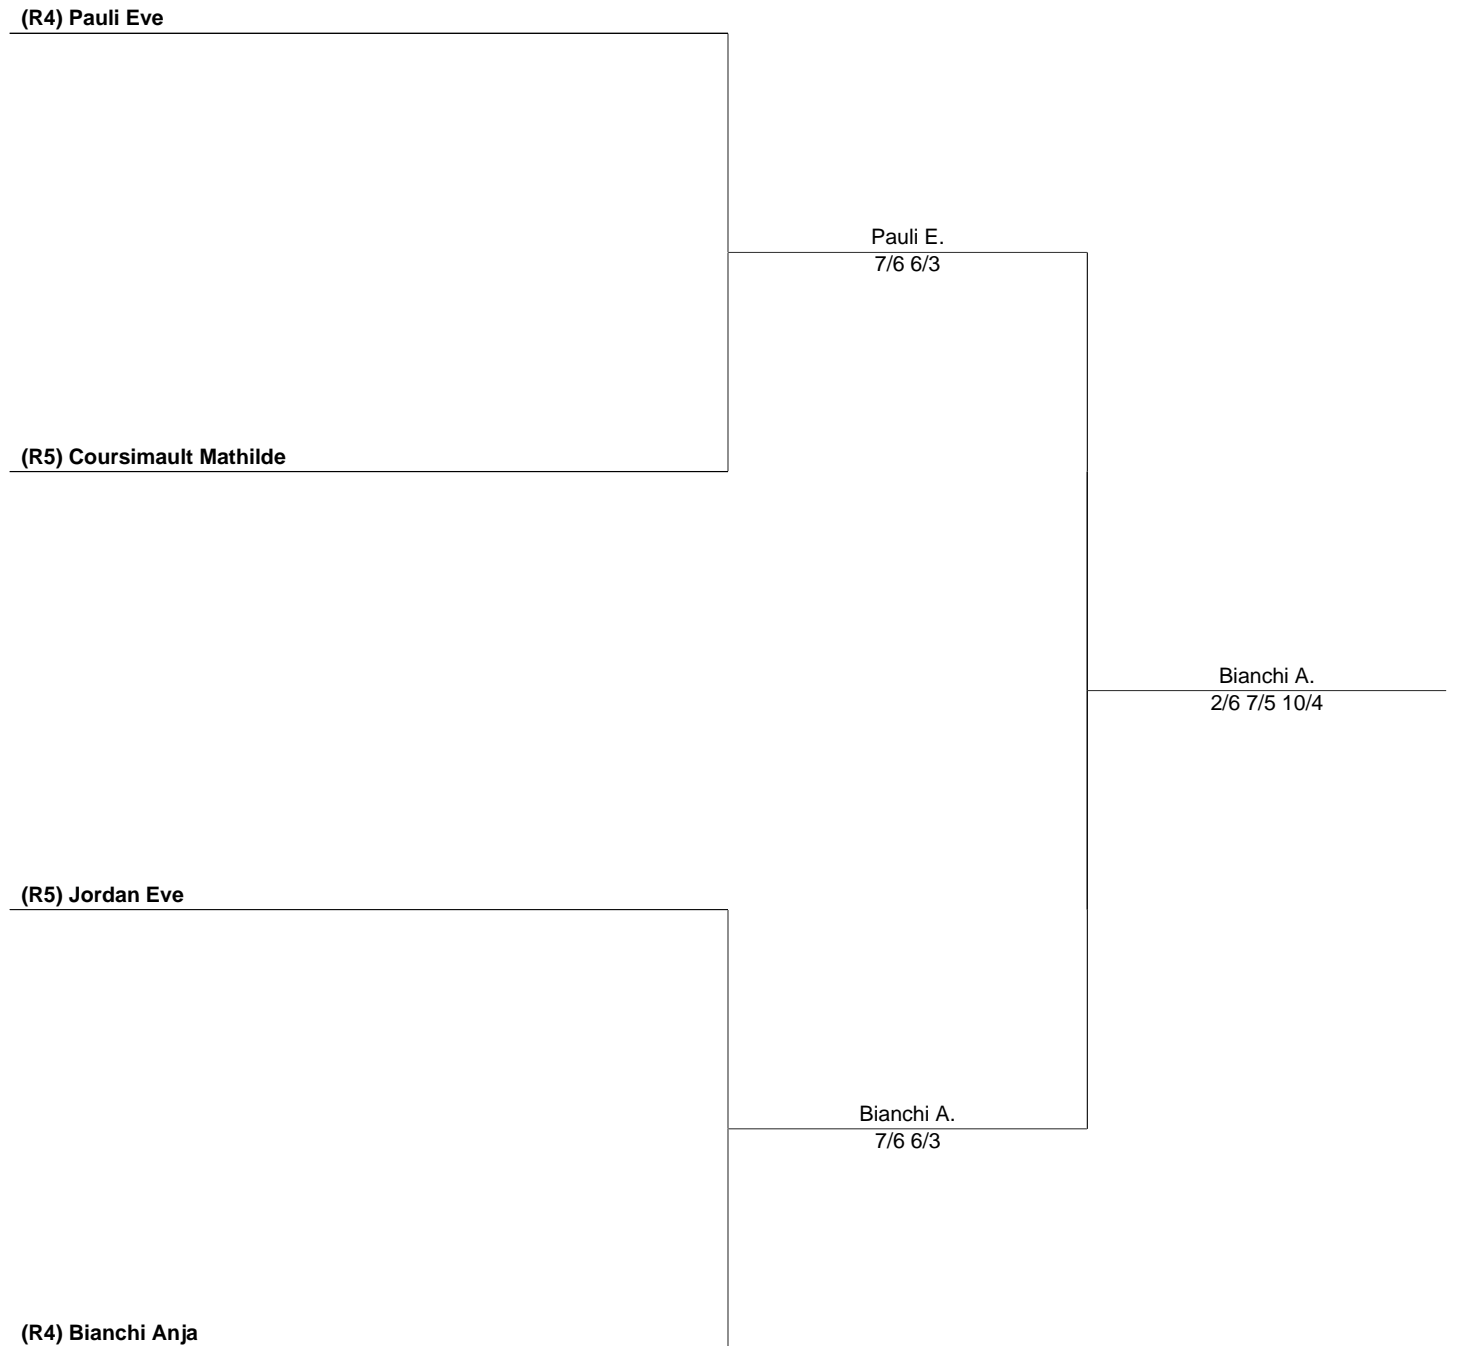 (R4) Pauli Eve
Pauli E.
7/6 6/3
(R5) Coursimault Mathilde
Bianchi A.
2/6 7/5 10/4
(R5) Jordan Eve
Bianchi A.
7/6 6/3
(R4) Bianchi Anja